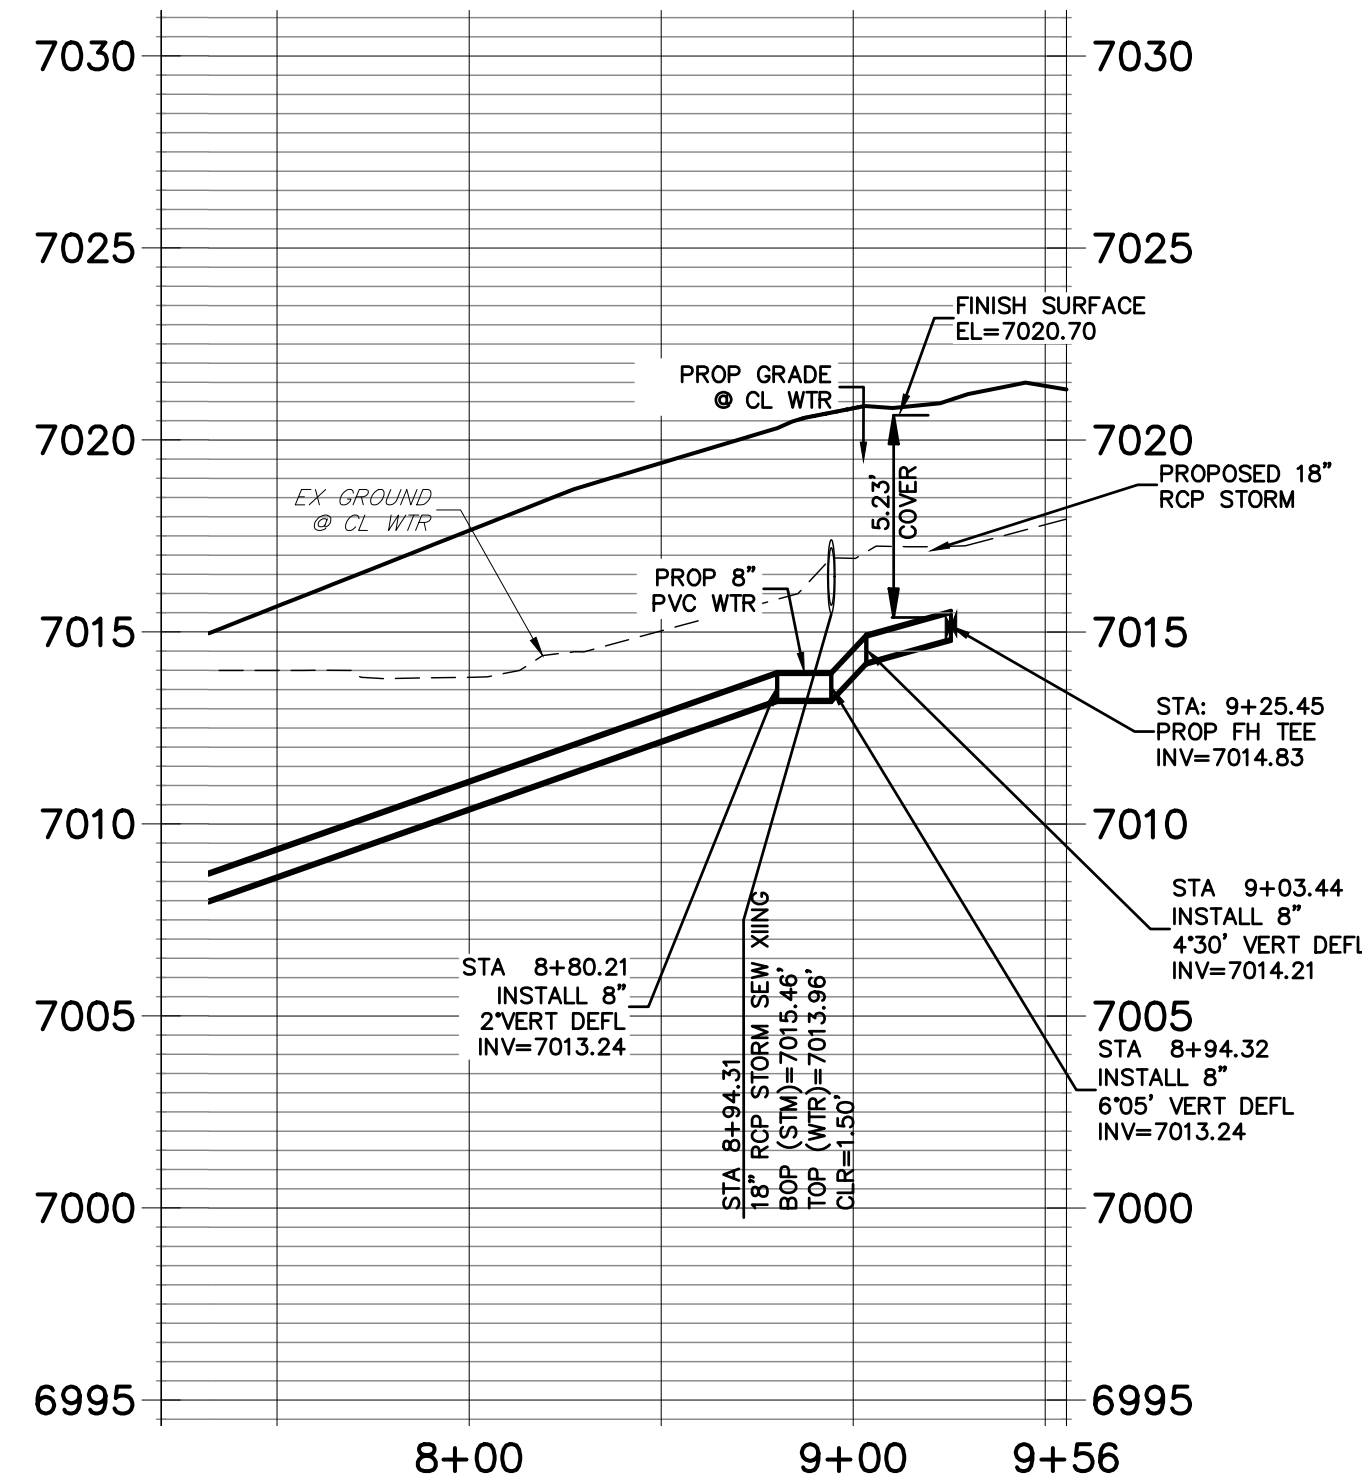 7030
7030
7025
7025
FINISH SURFACE
EL=7020.70
PROP GRADE
@ CL WTR
7020
7020
EX GROUND
@ CL WTR
5.23'
COVER
PROPOSED 18"
RCP STORM
PROP 8"
PVC WTR
7015
7015
STA: 9+25.45
PROP FH TEE
INV=7014.83
7010
7010
STA 9+03.44
INSTALL 8"
4°30' VERT DEFL
INV=7014.21
STA 8+80.21
INSTALL 8"
2°VERT DEFL
INV=7013.24
7005
7005
STA 8+94.32
INSTALL 8"
6°05' VERT DEFL
INV=7013.24
STA 8+94.31
18" RCP STORM SEW XIING
BOP (STM)=7015.46'
TOP (WTR)=7013.96'
CLR=1.50'
7000
7000
6995
6995
8+00
9+00
9+56